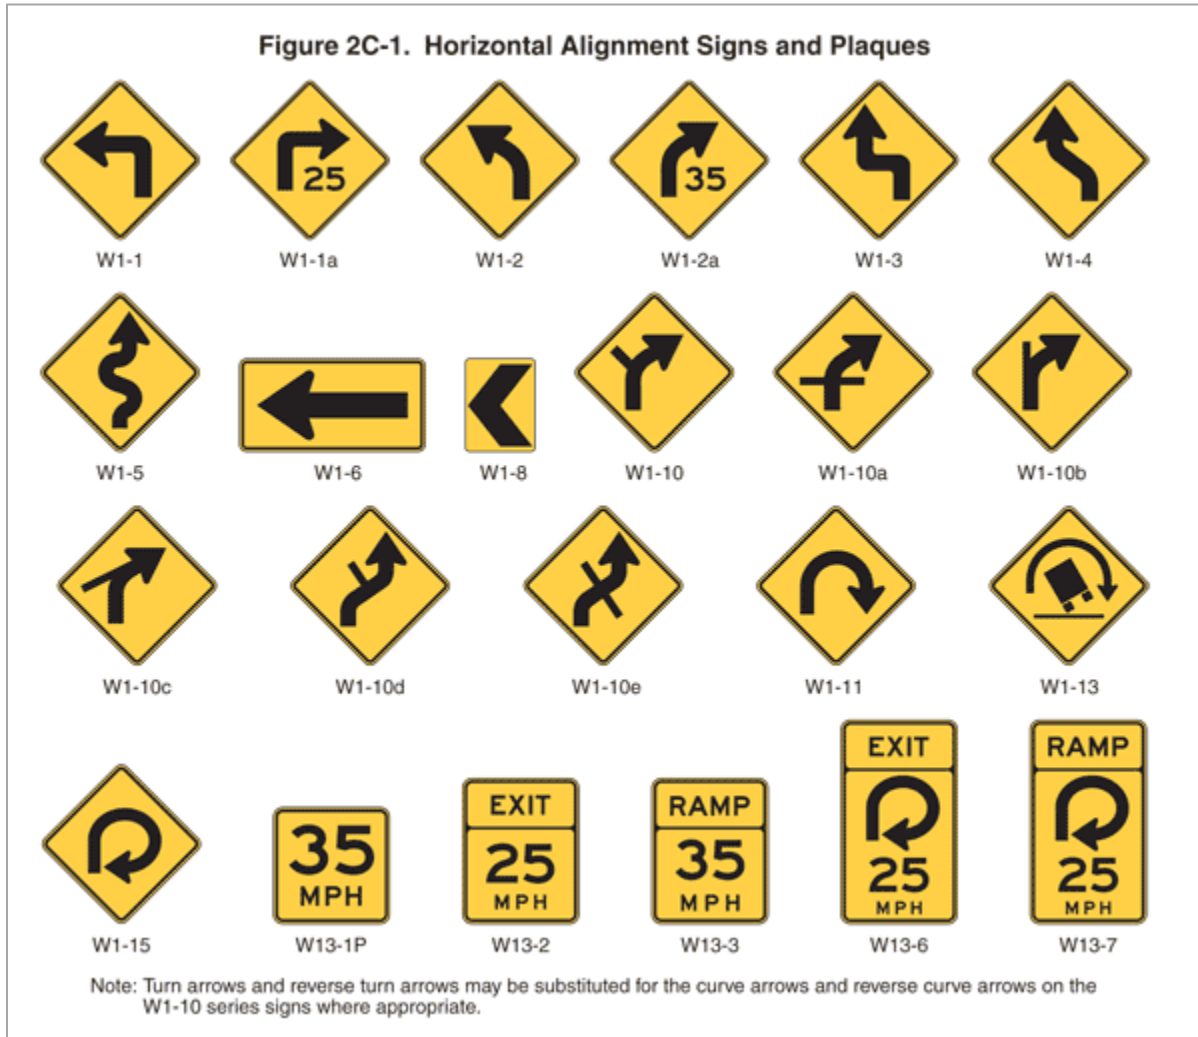 Figure 2C-1. Horizontal Alignment Signs and Plaques
25
35
W1-1 W1-1a W1-2 W1-2a W1-3 W1-4
W1-5 W1-6 W1-8 W1-10 W1-10a W1-10b
W1-10c W1-10d W1-10e W1-11 W1-13
35
MPH
EXIT
25
MPH
RAMP
35
MPH
EXIT
25
MPH
RAMP
25
MPH
W1-15 W13-1P W13-2 W13-3 W13-6 W13-7
Note: Turn arrows and reverse turn arrows may be substituted for the curve arrows and reverse curve arrows on the
W1-10 series signs where appropriate.